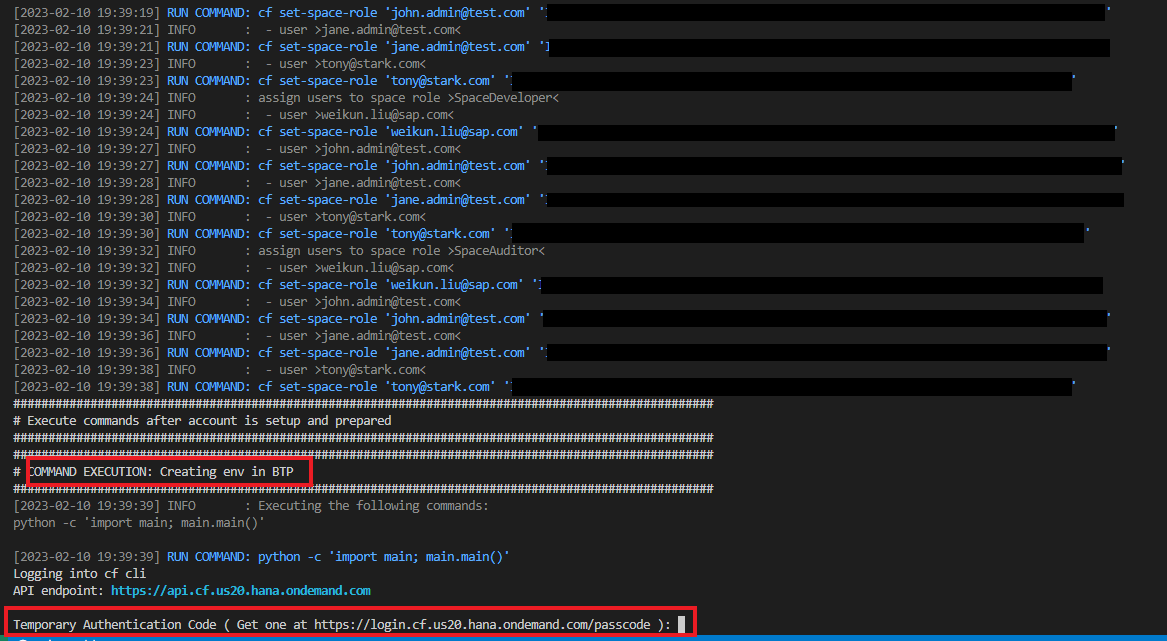 [2023-02-10 19:39:19] RUN COMMAND: cf set-space-role 'john.admin@test.com' ' '
[2023-02-10 19:39:21] INFO : - user >jane.admin@test.com<
[2023-02-10 19:39:21] RUN COMMAND: cf set-space-role 'jane.admin@test.com' '
[2023-02-10 19:39:23] INFO : - user >tony@stark.com<
[2023-02-10 19:39:23] RUN COMMAND: cf set-space-role 'tony@stark.com' ' '
[2023-02-10 19:39:24] INFO : assign users to space role >SpaceDeveloper<
[2023-02-10 19:39:24] INFO : - user >weikun.liu@sap.com<
[2023-02-10 19:39:24] RUN COMMAND: cf set-space-role 'weikun.liu@sap.com' ' '
[2023-02-10 19:39:27] INFO : - user >john.admin@test.com<
[2023-02-10 19:39:27] RUN COMMAND: cf set-space-role 'john.admin@test.com' ' '
[2023-02-10 19:39:28] INFO : - user >jane.admin@test.com<
[2023-02-10 19:39:28] RUN COMMAND: cf set-space-role 'jane.admin@test.com' '
[2023-02-10 19:39:30] INFO : - user >tony@stark.com<
[2023-02-10 19:39:30] RUN COMMAND: cf set-space-role 'tony@stark.com' ' '
[2023-02-10 19:39:32] INFO : assign users to space role >SpaceAuditor<
[2023-02-10 19:39:32] INFO : - user >weikun.liu@sap.com<
[2023-02-10 19:39:32] RUN COMMAND: cf set-space-role 'weikun.liu@sap.com' '
[2023-02-10 19:39:34] INFO : - user >john.admin@test.com<
[2023-02-10 19:39:34] RUN COMMAND: cf set-space-role 'john.admin@test.com' ' '
[2023-02-10 19:39:36] INFO : - user >jane.admin@test.com<
[2023-02-10 19:39:36] RUN COMMAND: cf set-space-role 'jane.admin@test.com' ' '
[2023-02-10 19:39:38] INFO : - user >tony@stark.com<
[2023-02-10 19:39:38] RUN COMMAND: cf set-space-role 'tony@stark.com' ' '
####################################################################################################
# Execute commands after account is setup and prepared
####################################################################################################
####################################################################################################
# COMMAND EXECUTION: Creating env in BTP
####################################################################################################
[2023-02-10 19:39:39] INFO : Executing the following commands:
python -c 'import main; main.main()'
[2023-02-10 19:39:39] RUN COMMAND: python -c 'import main; main.main()'
Logging into cf cli
API endpoint: https://api.cf.us20.hana.ondemand.com
Temporary Authentication Code ( Get one at https://login.cf.us20.hana.ondemand.com/passcode ):